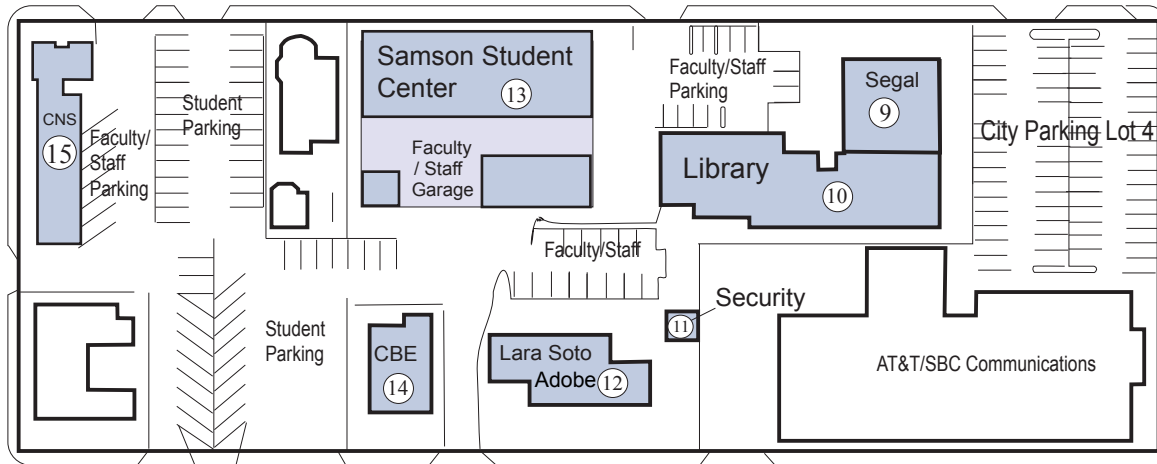 Samson Student
Center
13
Segal
9
Faculty/Staff
Parking
CNS
15
Faculty/
Staff
Parking
Student
Parking
Faculty
/ Staff
Garage
Library
10
City Parking Lot 4
Faculty/Staff
Security
11
Student
Parking
CBE
14
Lara Soto
Adobe 12
AT&T/SBC Communications